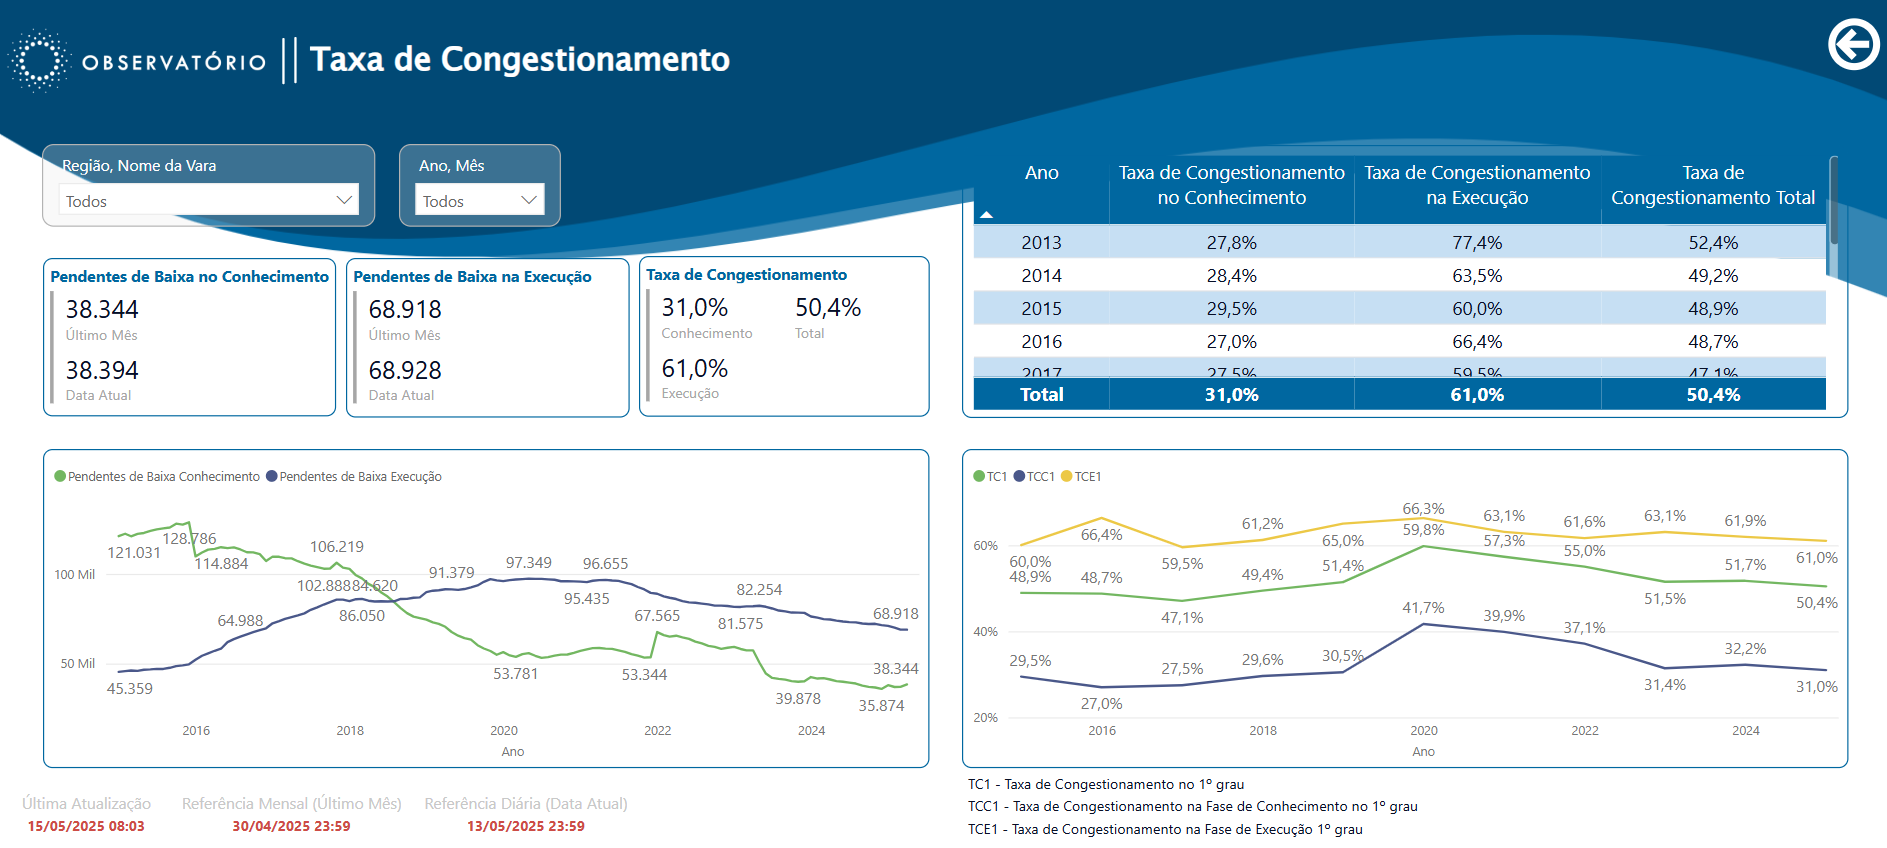 OBSERVATÓRIO
Taxa de Congestionamento
Região, Nome da Vara
Todos
Ano, Mês
Todos
Pendentes de Baixa no Conhecimento
38.344
Último Mês
38.394
Data Atual
Pendentes de Baixa na Execução
68.918
Último Mês
68.928
Data Atual
Taxa de Congestionamento
31,0% 50,4%
Conhecimento Total
61,0%
Execução
Ano Taxa de Congestionamento no Conhecimento Taxa de Congestionamento na Execução Taxa de Congestionamento Total
2013 27,8% 77,4% 52,4%
2014 28,4% 63,5% 49,2%
2015 29,5% 60,0% 48,9%
2016 27,0% 66,4% 48,7%
2017 27,5% 59,5% 47,1%
Total 31,0% 61,0% 50,4%
Pendentes de Baixa Conhecimento Pendentes de Baixa Execução
100 Mil
50 Mil
121.031
128.786
114.884
106.219
102.888
84.620
86.050
64.988
45.359
91.379
97.349
96.655
95.435
53.781
53.344
67.565
81.575
82.254
39.878
68.918
38.344
35.874
2016 2018 2020 2022 2024
Ano
TC1 TCC1 TCE1
60%
40%
20%
60,0% 66,4% 59,5% 61,2% 65,0% 66,3% 63,1% 61,6% 63,1% 61,9% 61,0%
48,9% 48,7% 47,1% 49,4% 51,4% 59,8% 57,3% 55,0% 51,5% 51,7% 50,4%
29,5% 27,0% 27,5% 29,6% 30,5% 41,7% 39,9% 37,1% 31,4% 32,2% 31,0%
2016 2018 2020 2022 2024
Ano
TC1 - Taxa de Congestionamento no 1º grau
TCC1 - Taxa de Congestionamento na Fase de Conhecimento no 1º grau
TCE1 - Taxa de Congestionamento na Fase de Execução 1º grau
Última Atualização
15/05/2025 08:03
Referência Mensal (Último Mês)
30/04/2025 23:59
Referência Diária (Data Atual)
13/05/2025 23:59